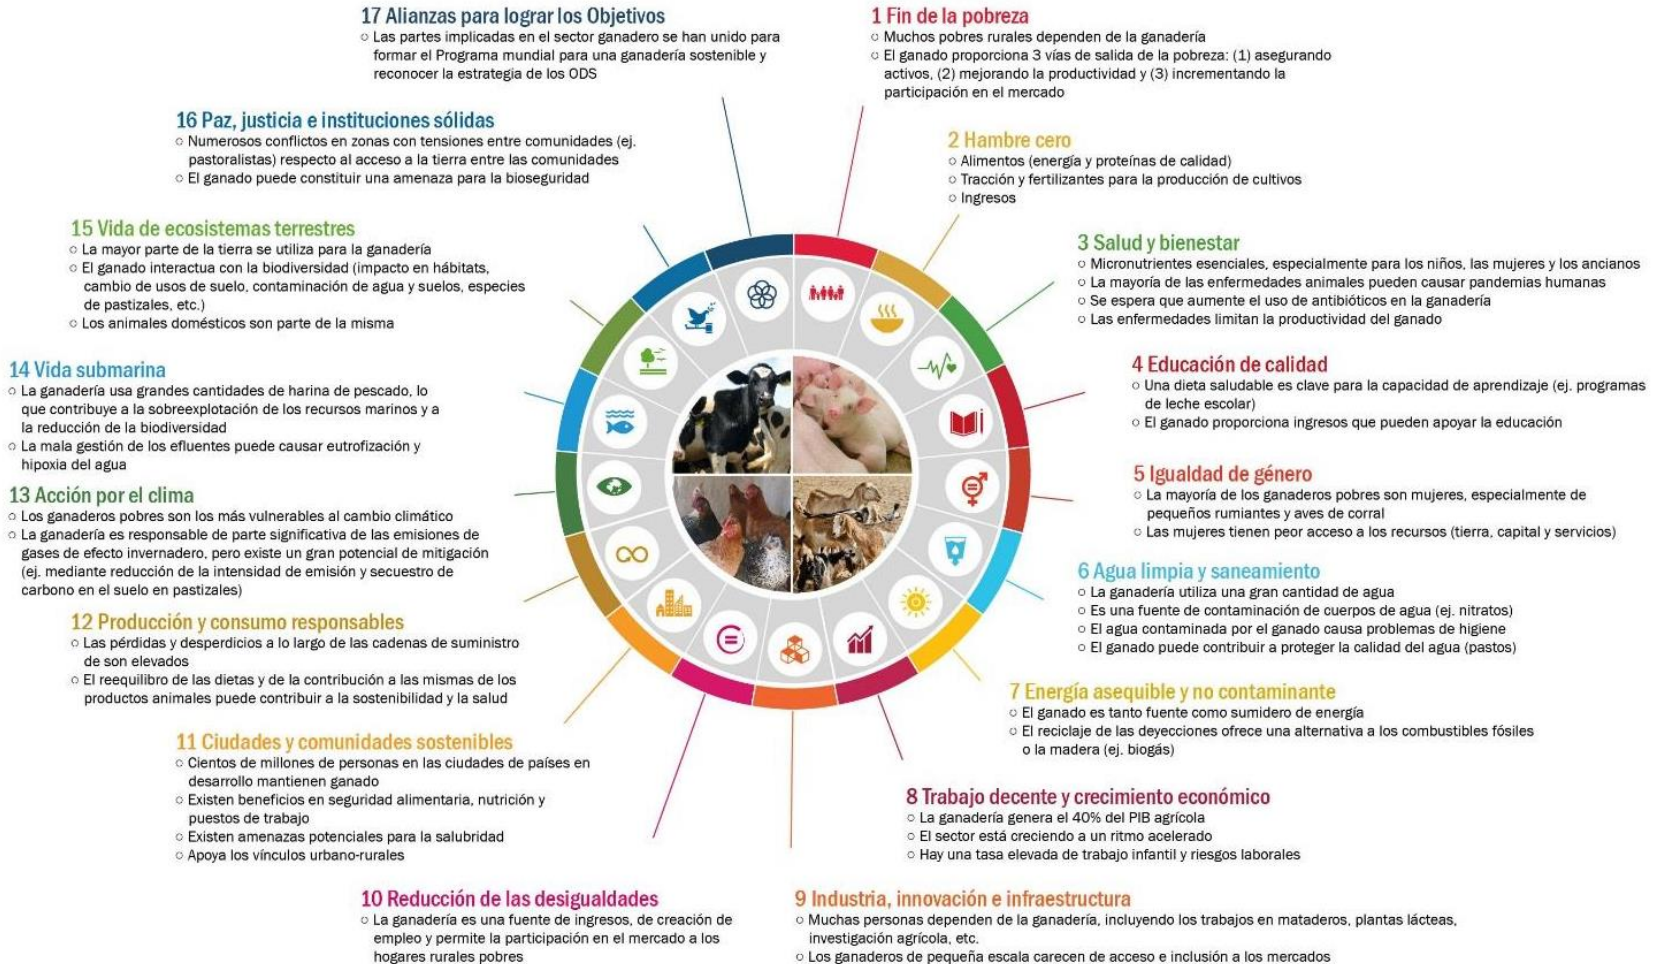 17 Alianzas para lograr los Objetivos
○ Las partes implicadas en el sector ganadero se han unido para
formar el Programa mundial para una ganadería sostenible y
reconocer la estrategia de los ODS
1 Fin de la pobreza
○ Muchos pobres rurales dependen de la ganadería
○ El ganado proporciona 3 vías de salida de la pobreza: (1) asegurando
activos, (2) mejorando la productividad y (3) incrementando la
participación en el mercado
16 Paz, justicia e instituciones sólidas
○ Numerosos conflictos en zonas con tensiones entre comunidades (ej.
pastoralistas) respecto al acceso a la tierra entre las comunidades
○ El ganado puede constituir una amenaza para la bioseguridad
2 Hambre cero
○ Alimentos (energía y proteínas de calidad)
○ Tracción y fertilizantes para la producción de cultivos
○ Ingresos
15 Vida de ecosistemas terrestres
○ La mayor parte de la tierra se utiliza para la ganadería
○ El ganado interactua con la biodiversidad (impacto en hábitats,
cambio de usos de suelo, contaminación de agua y suelos, especies
de pastizales, etc.)
○ Los animales domésticos son parte de la misma
3 Salud y bienestar
○ Micronutrientes esenciales, especialmente para los niños, las mujeres y los ancianos
○ La mayoría de las enfermedades animales pueden causar pandemias humanas
○ Se espera que aumente el uso de antibióticos en la ganadería
○ Las enfermedades limitan la productividad del ganado
14 Vida submarina
○ La ganadería usa grandes cantidades de harina de pescado, lo
que contribuye a la sobreexplotación de los recursos marinos y a
la reducción de la biodiversidad
○ La mala gestión de los efluentes puede causar eutrofización y
hipoxia del agua
4 Educación de calidad
○ Una dieta saludable es clave para la capacidad de aprendizaje (ej. programas
de leche escolar)
○ El ganado proporciona ingresos que pueden apoyar la educación
13 Acción por el clima
○ Los ganaderos pobres son los más vulnerables al cambio climático
○ La ganadería es responsable de parte significativa de las emisiones de
gases de efecto invernadero, pero existe un gran potencial de mitigación
(ej. mediante reducción de la intensidad de emisión y secuestro de
carbono en el suelo en pastizales)
5 Igualdad de género
○ La mayoría de los ganaderos pobres son mujeres, especialmente de
pequeños rumiantes y aves de corral
○ Las mujeres tienen peor acceso a los recursos (tierra, capital y servicios)
12 Producción y consumo responsables
○ Las pérdidas y desperdicios a lo largo de las cadenas de suministro
de son elevados
○ El reequilibro de las dietas y de la contribución a las mismas de los
productos animales puede contribuir a la sostenibilidad y la salud
6 Agua limpia y saneamiento
○ La ganadería utiliza una gran cantidad de agua
○ Es una fuente de contaminación de cuerpos de agua (ej. nitratos)
○ El agua contaminada por el ganado causa problemas de higiene
○ El ganado puede contribuir a proteger la calidad del agua (pastos)
7 Energía asequible y no contaminante
○ El ganado es tanto fuente como sumidero de energía
○ El reciclaje de las deyecciones ofrece una alternativa a los combustibles fósiles
o la madera (ej. biogás)
11 Ciudades y comunidades sostenibles
○ Cientos de millones de personas en las ciudades de países en
desarrollo mantienen ganado
○ Existen beneficios en seguridad alimentaria, nutrición y
puestos de trabajo
○ Existen amenazas potenciales para la salubridad
○ Apoya los vínculos urbano-rurales
8 Trabajo decente y crecimiento económico
○ La ganadería genera el 40% del PIB agrícola
○ El sector está creciendo a un ritmo acelerado
○ Hay una tasa elevada de trabajo infantil y riesgos laborales
10 Reducción de las desigualdades
○ La ganadería es una fuente de ingresos, de creación de
empleo y permite la participación en el mercado a los
hogares rurales pobres
9 Industria, innovación e infraestructura
○ Muchas personas dependen de la ganadería, incluyendo los trabajos en mataderos, plantas lácteas,
investigación agrícola, etc.
○ Los ganaderos de pequeña escala carecen de acceso e inclusión a los mercados